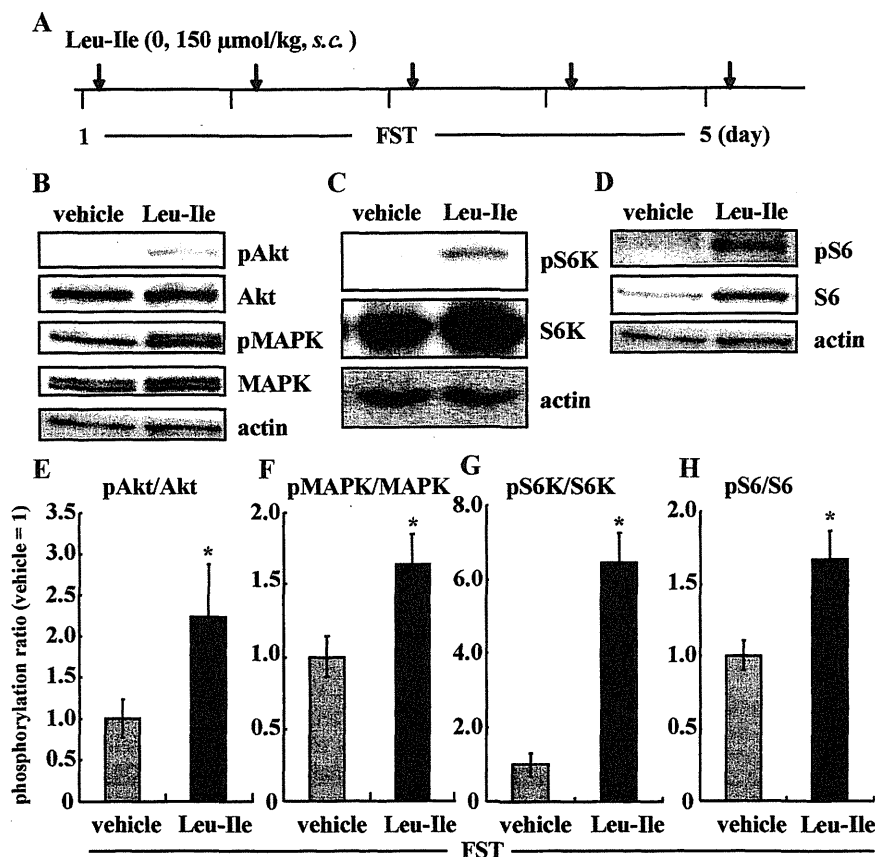 A
Leu-Ile (0, 150 µmol/kg, s.c. )
1 FST 5 (day)
B
vehicle Leu-Ile
pAkt
Akt
pMAPK
MAPK
actin
C
vehicle Leu-Ile
pS6K
S6K
actin
D
vehicle Leu-Ile
pS6
S6
actin
phosphorylation ratio (vehicle = 1)
E
pAkt/Akt
3.5
3.0
2.5
2.0
1.5
1.0
0.5
0
*
vehicle Leu-Ile
F
pMAPK/MAPK
2.0
1.5
1.0
0.5
0
*
vehicle Leu-Ile
G
pS6K/S6K
8.0
6.0
4.0
2.0
0
*
vehicle Leu-Ile
H
pS6/S6
2.0
1.5
1.0
0.5
0
*
vehicle Leu-Ile
FST